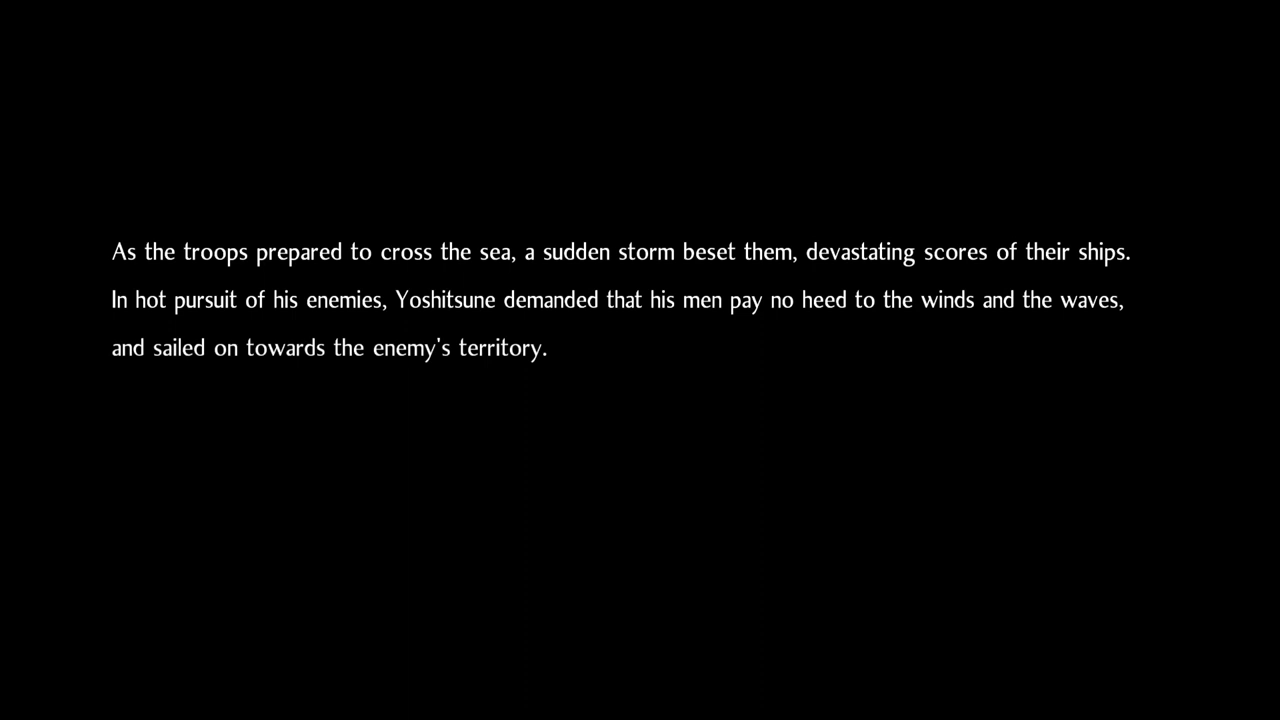 As the troops prepared to cross the sea, a sudden storm beset them, devastating scores of their ships.
In hot pursuit of his enemies, Yoshitsune demanded that his men pay no heed to the winds and the waves,
and sailed on towards the enemy's territory.